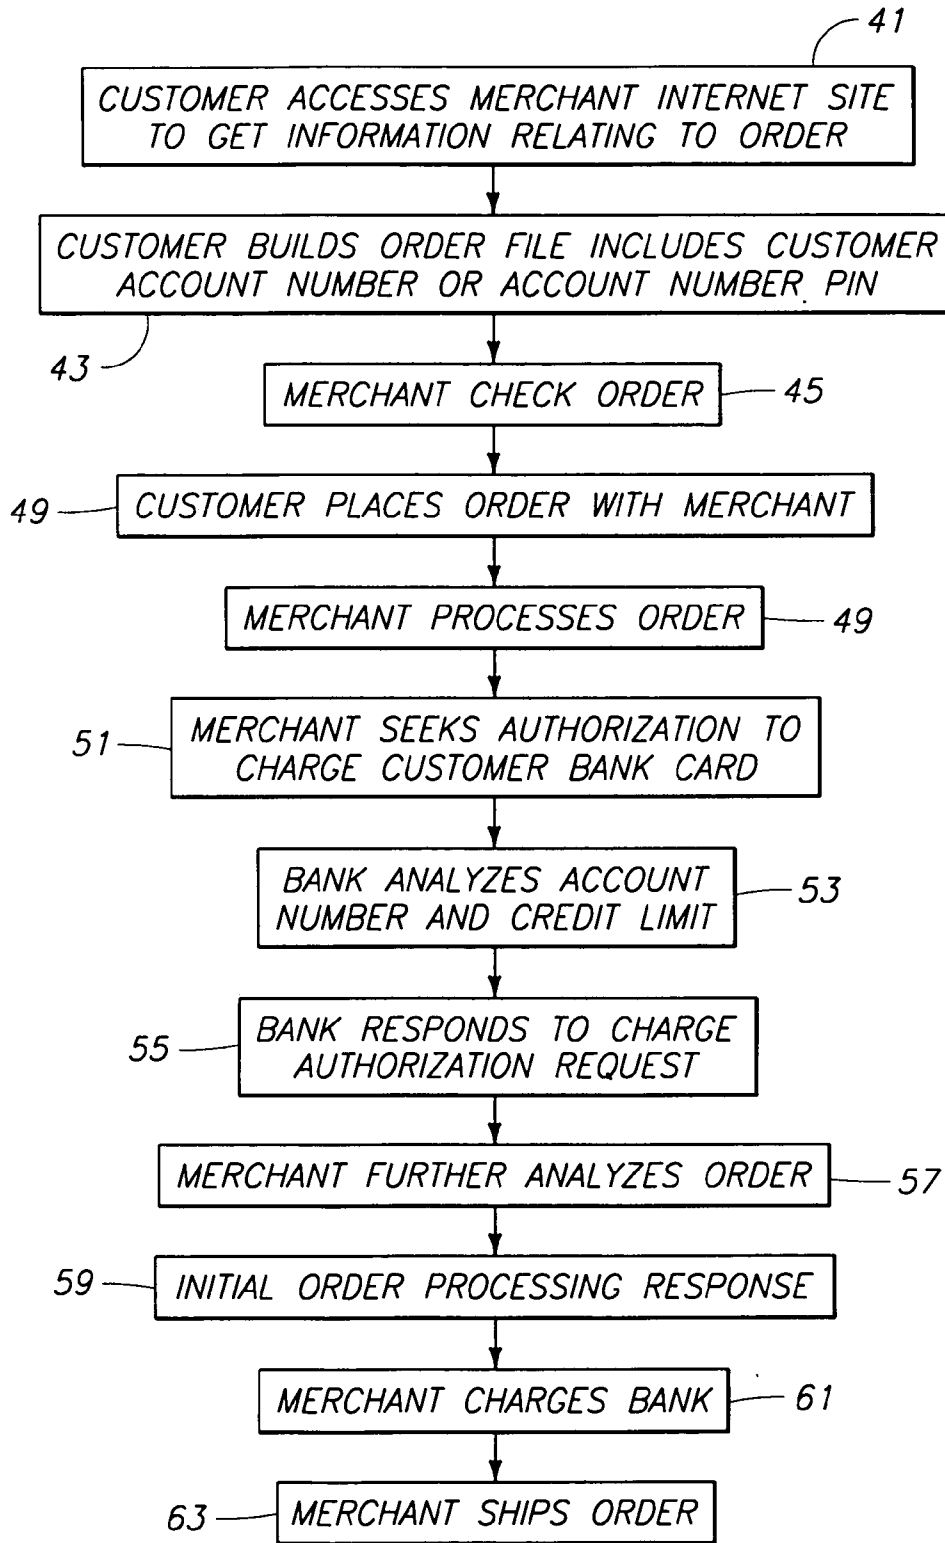 41
CUSTOMER ACCESSES MERCHANT INTERNET SITE
TO GET INFORMATION RELATING TO ORDER
CUSTOMER BUILDS ORDER FILE INCLUDES CUSTOMER
ACCOUNT NUMBER OR ACCOUNT NUMBER PIN
43
MERCHANT CHECK ORDER
45
49
CUSTOMER PLACES ORDER WITH MERCHANT
MERCHANT PROCESSES ORDER
49
51
MERCHANT SEEKS AUTHORIZATION TO
CHARGE CUSTOMER BANK CARD
BANK ANALYZES ACCOUNT
NUMBER AND CREDIT LIMIT
53
55
BANK RESPONDS TO CHARGE
AUTHORIZATION REQUEST
MERCHANT FURTHER ANALYZES ORDER
57
59
INITIAL ORDER PROCESSING RESPONSE
MERCHANT CHARGES BANK
61
63
MERCHANT SHIPS ORDER